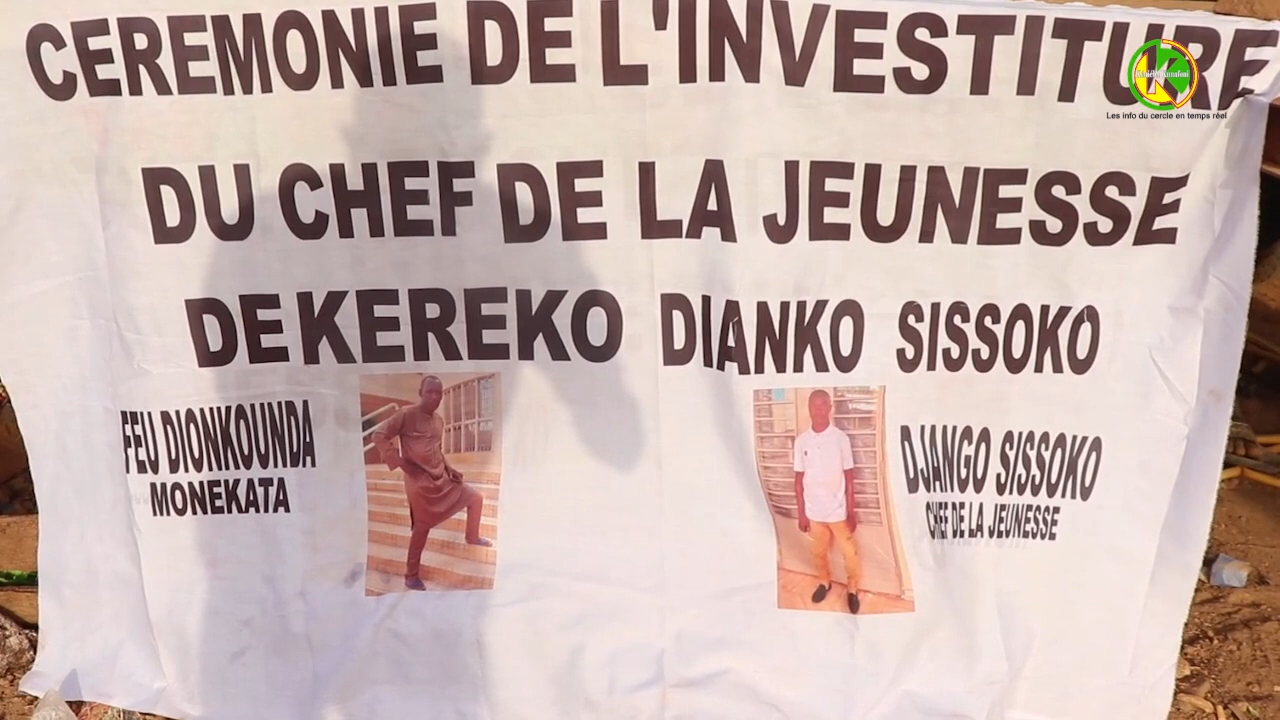 CEREMONIE DE L'INVESTITURE
DU CHEF DE LA JEUNESSE
DE KEREKO DIANKO SISSOKO
FEU DIONKOUNDA
MONEKATA
DJANGO SISSOKO
CHEF DE LA JEUNESSE
K
Les info du cercle en temps réel